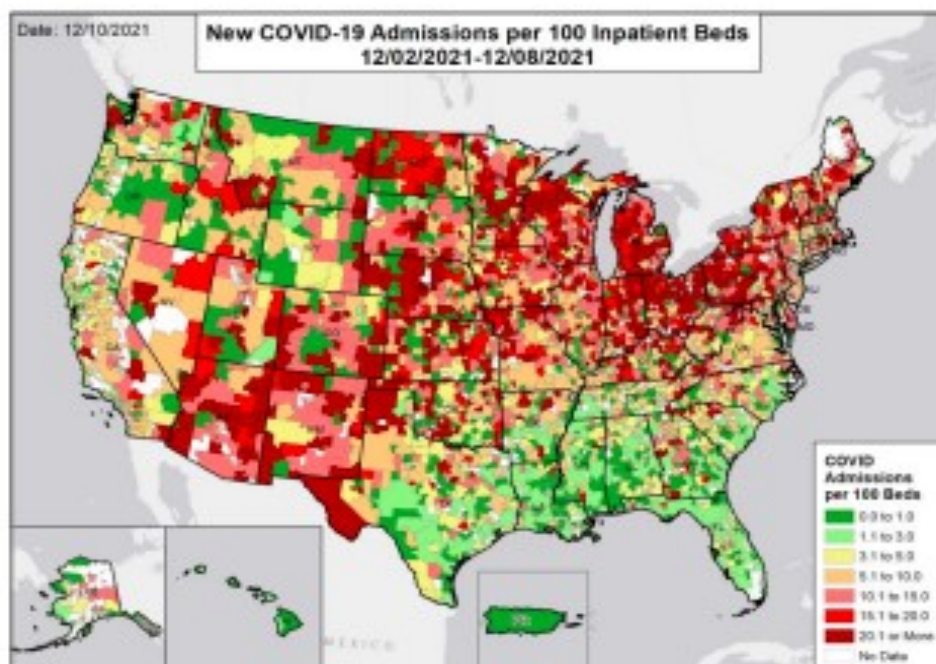 Date: 12/10/2021
New COVID-19 Admissions per 100 Inpatient Beds
12/02/2021-12/08/2021
COVID
Admissions
per 100 Beds
0.0 to 1.0
1.1 to 3.0
3.1 to 5.0
5.1 to 10.0
10.1 to 15.0
15.1 to 20.0
20.1 or More
No Data
MEXICO